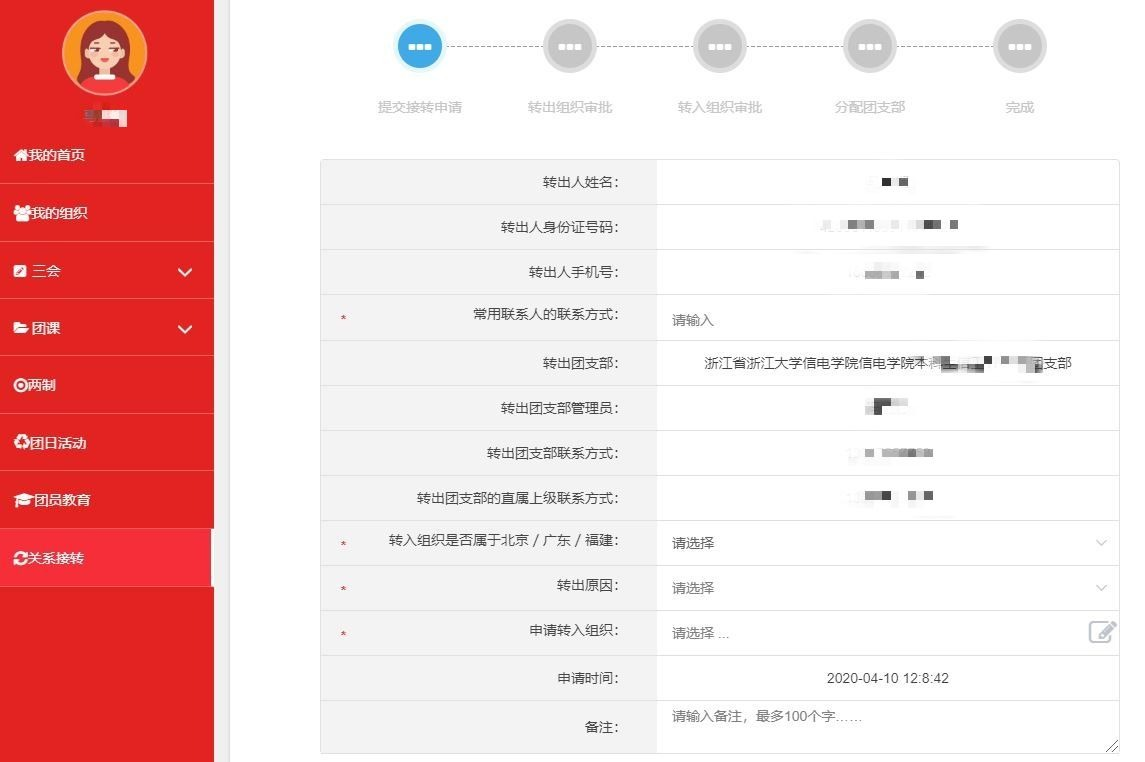 提交接转申请
转出组织审批
转入组织审批
分配团支部
完成
我的首页
我的组织
三会
团课
两制
团日活动
团员教育
关系接转
转出人姓名：
转出人身份证号码：
转出人手机号：
* 常用联系人的联系方式： 请输入
转出团支部： 浙江省浙江大学信电学院信电学院本科 团支部
转出团支部管理员：
转出团支部联系方式：
转出团支部的直属上级联系方式：
* 转入组织是否属于北京 / 广东 / 福建： 请选择
* 转出原因： 请选择
* 申请转入组织： 请选择 ...
申请时间： 2020-04-10 12:8:42
备注： 请输入备注，最多100个字……